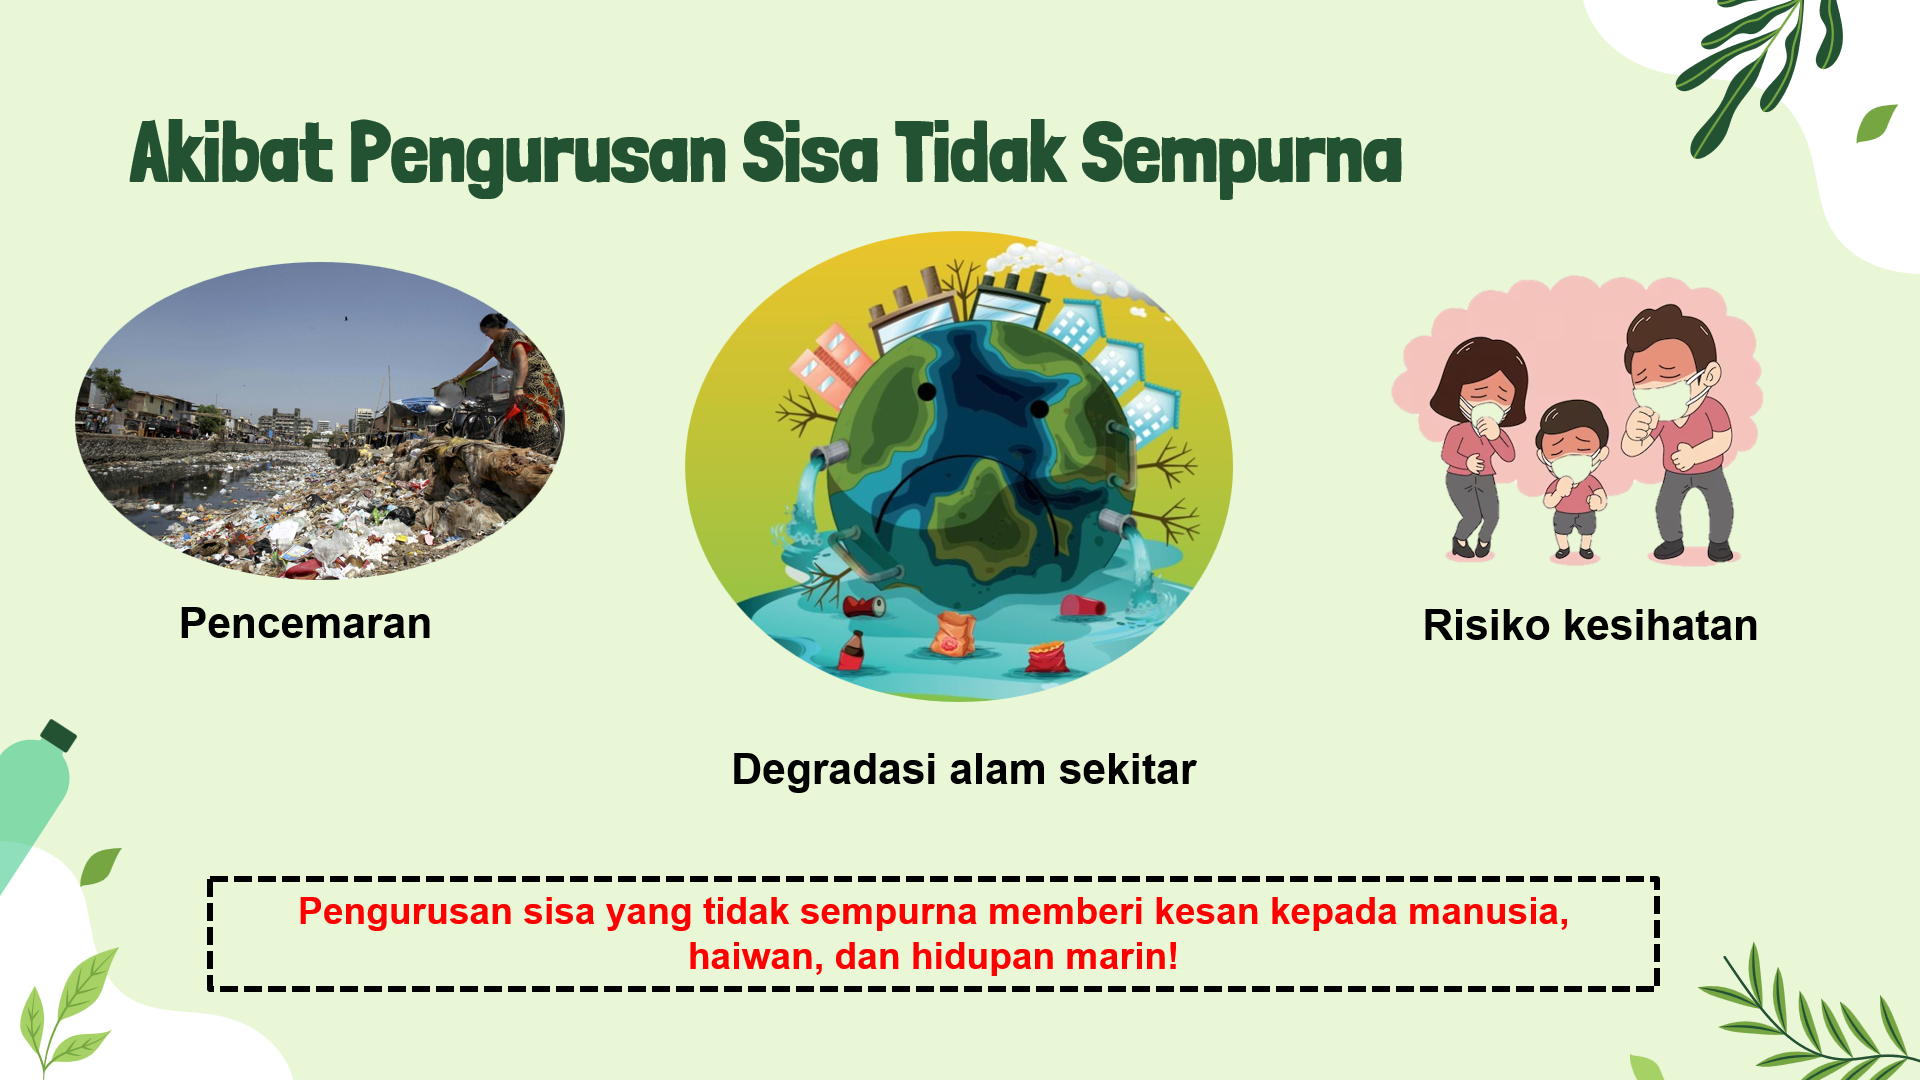 Akibat Pengurusan Sisa Tidak Sempurna
Pencemaran
Risiko kesihatan
Degradasi alam sekitar
Pengurusan sisa yang tidak sempurna memberi kesan kepada manusia,
haiwan, dan hidupan marin!